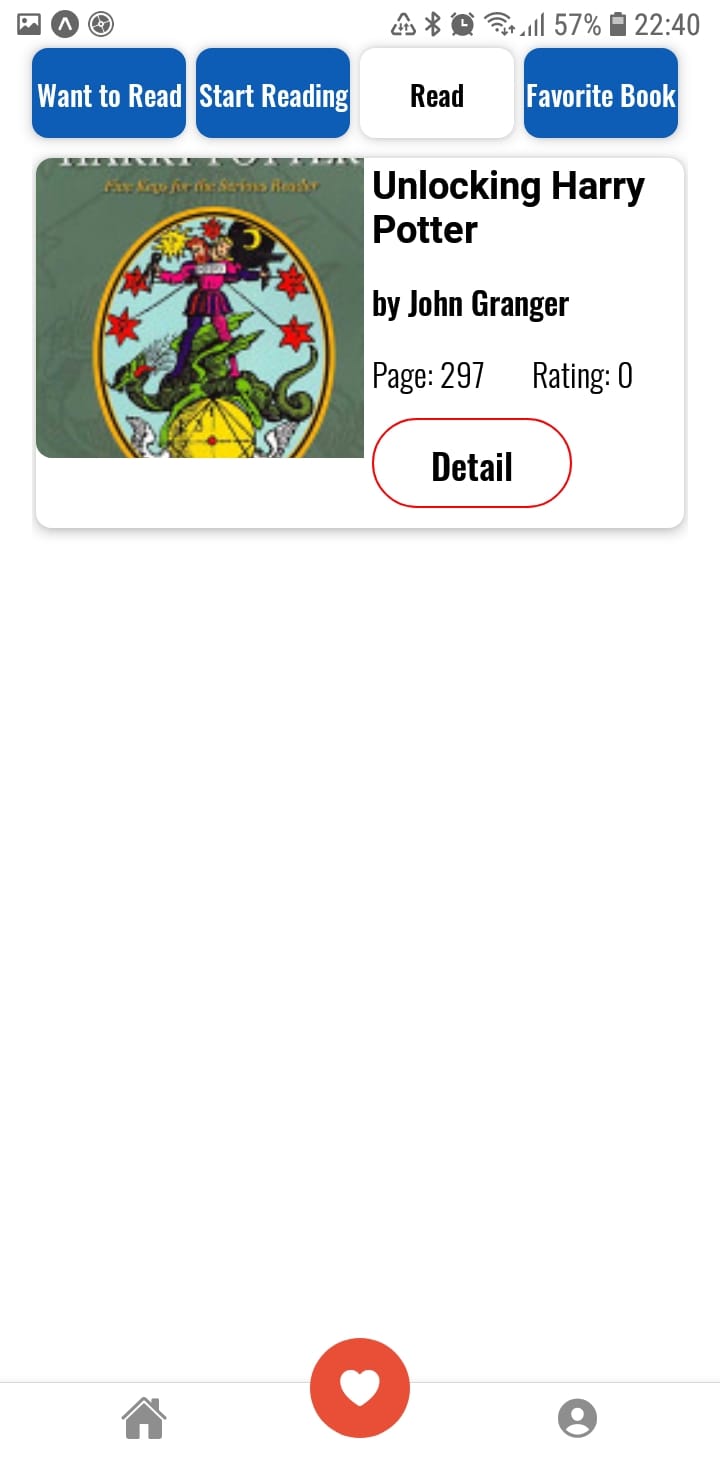 57% 22:40
Want to Read Start Reading Read Favorite Book
HARRY POTTER
Five Keys for the Serious Reader
Unlocking Harry
Potter
by John Granger
Page: 297 Rating: 0
Detail